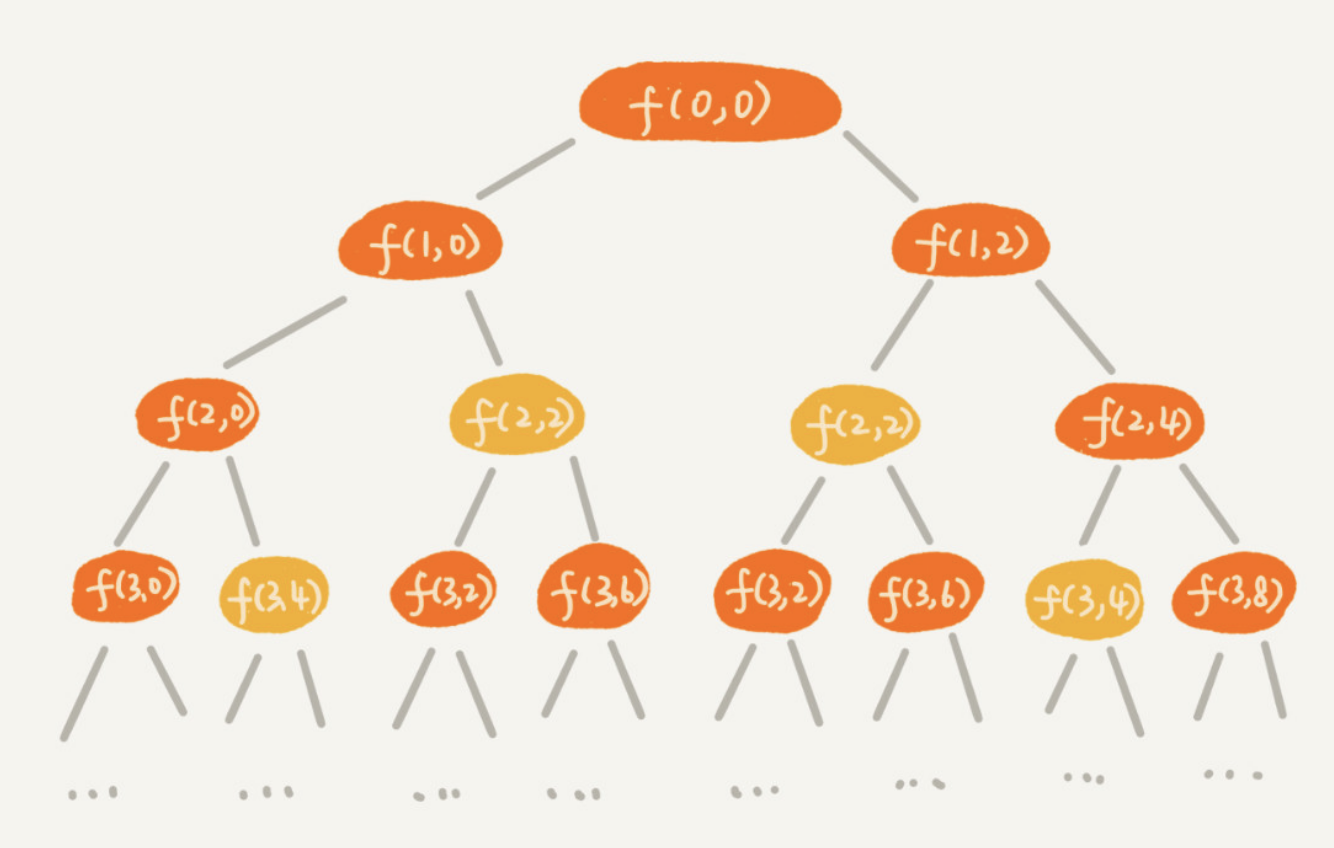 f(0,0)
f(1,0) f(1,2)
f(2,0) f(2,2) f(2,2) f(2,4)
f(3,0) f(3,4) f(3,2) f(3,6) f(3,2) f(3,6) f(3,4) f(3,8)
... ... ... ... ... ... ... ...